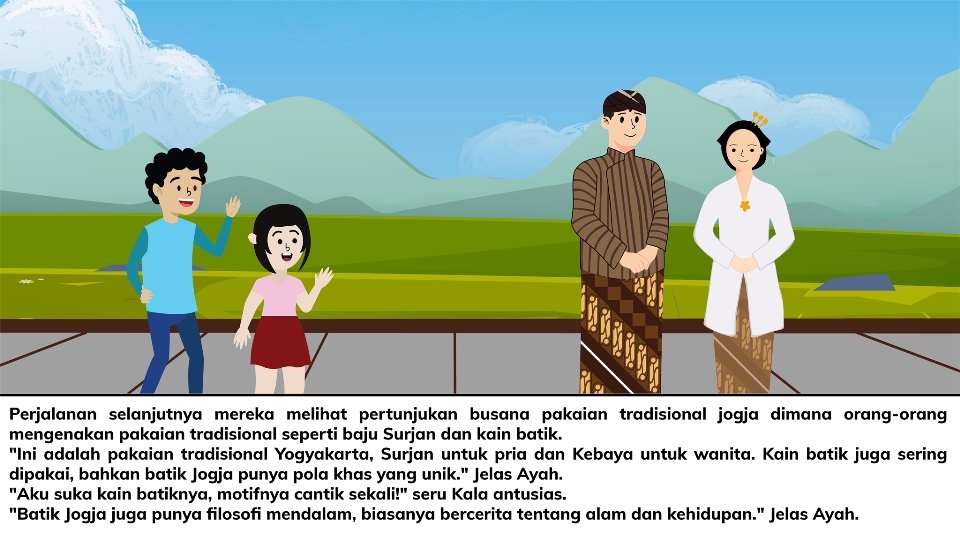 Perjalanan selanjutnya mereka melihat pertunjukan busana pakaian tradisional jogja dimana orang-orang
mengenakan pakaian tradisional seperti baju Surjan dan kain batik.
"Ini adalah pakaian tradisional Yogyakarta, Surjan untuk pria dan Kebaya untuk wanita. Kain batik juga sering
dipakai, bahkan batik Jogja punya pola khas yang unik." Jelas Ayah.
"Aku suka kain batiknya, motifnya cantik sekali!" seru Kala antusias.
"Batik Jogja juga punya filosofi mendalam, biasanya bercerita tentang alam dan kehidupan." Jelas Ayah.